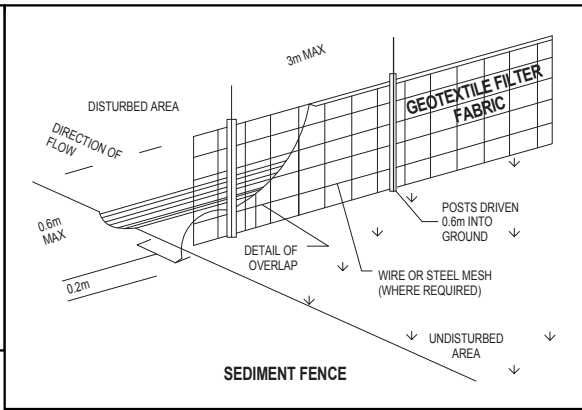 3m MAX
DISTURBED AREA
GEOTEXTILE FILTER
FABRIC
DIRECTION OF
FLOW
0.6m
MAX
0.2m
DETAIL OF
OVERLAP
POSTS DRIVEN
0.6m INTO
GROUND
WIRE OR STEEL MESH
(WHERE REQUIRED)
UNDISTURBED
AREA
SEDIMENT FENCE